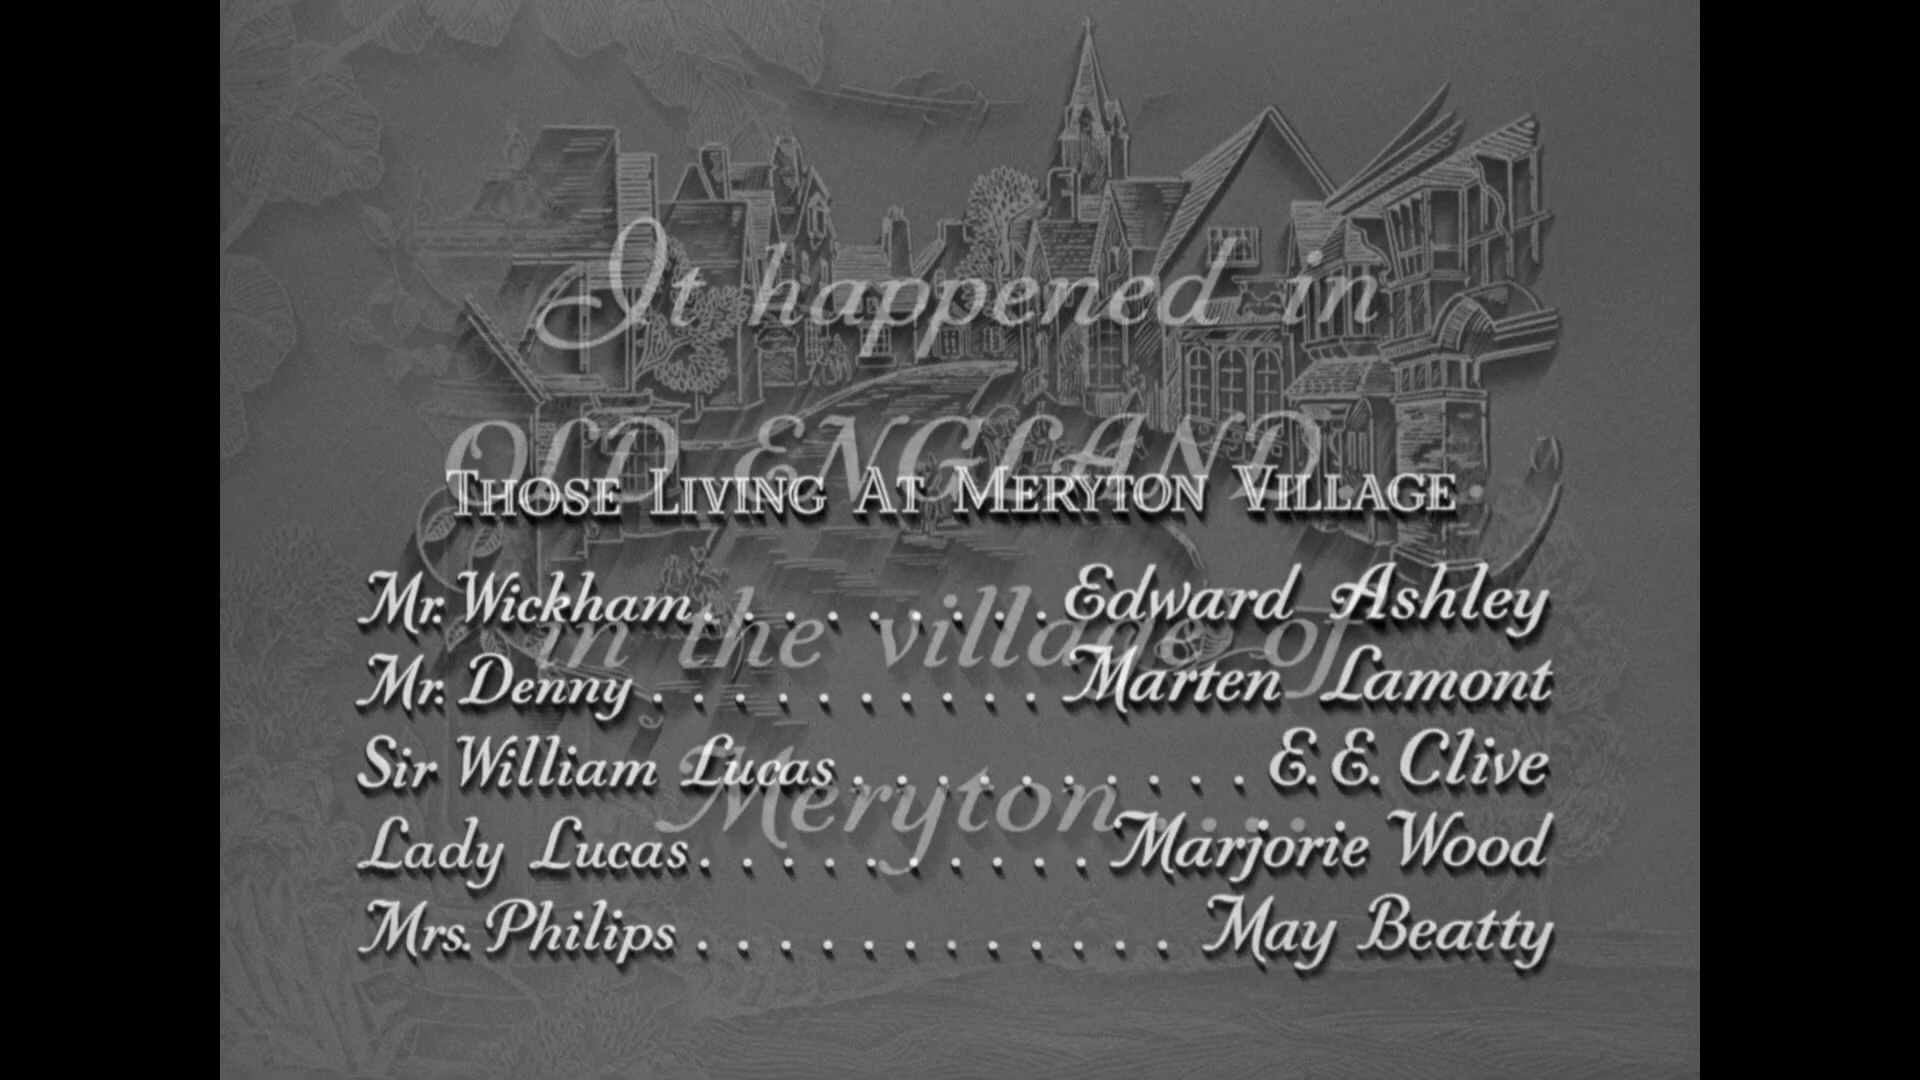 It happened in
OLD ENGLAND
THOSE LIVING AT MERYTON VILLAGE
Mr. Wickham. . . . . . . . . Edward Ashley
in the village of
Mr. Denny . . . . . . . . . . Marten Lamont
Sir William Lucas . . . . . . . . . . E. E. Clive
Meryton . . . .
Lady Lucas. . . . . . . . . . Marjorie Wood
Mrs. Philips . . . . . . . . . . . . May Beatty